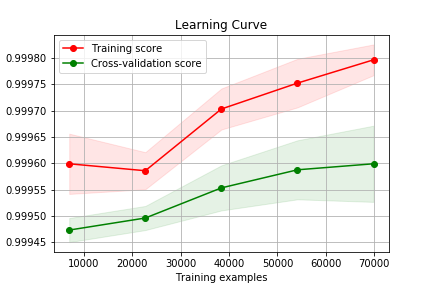 Learning Curve
Training score
Cross-validation score
0.99980
0.99975
0.99970
0.99965
0.99960
0.99955
0.99950
0.99945
10000 20000 30000 40000 50000 60000 70000
Training examples